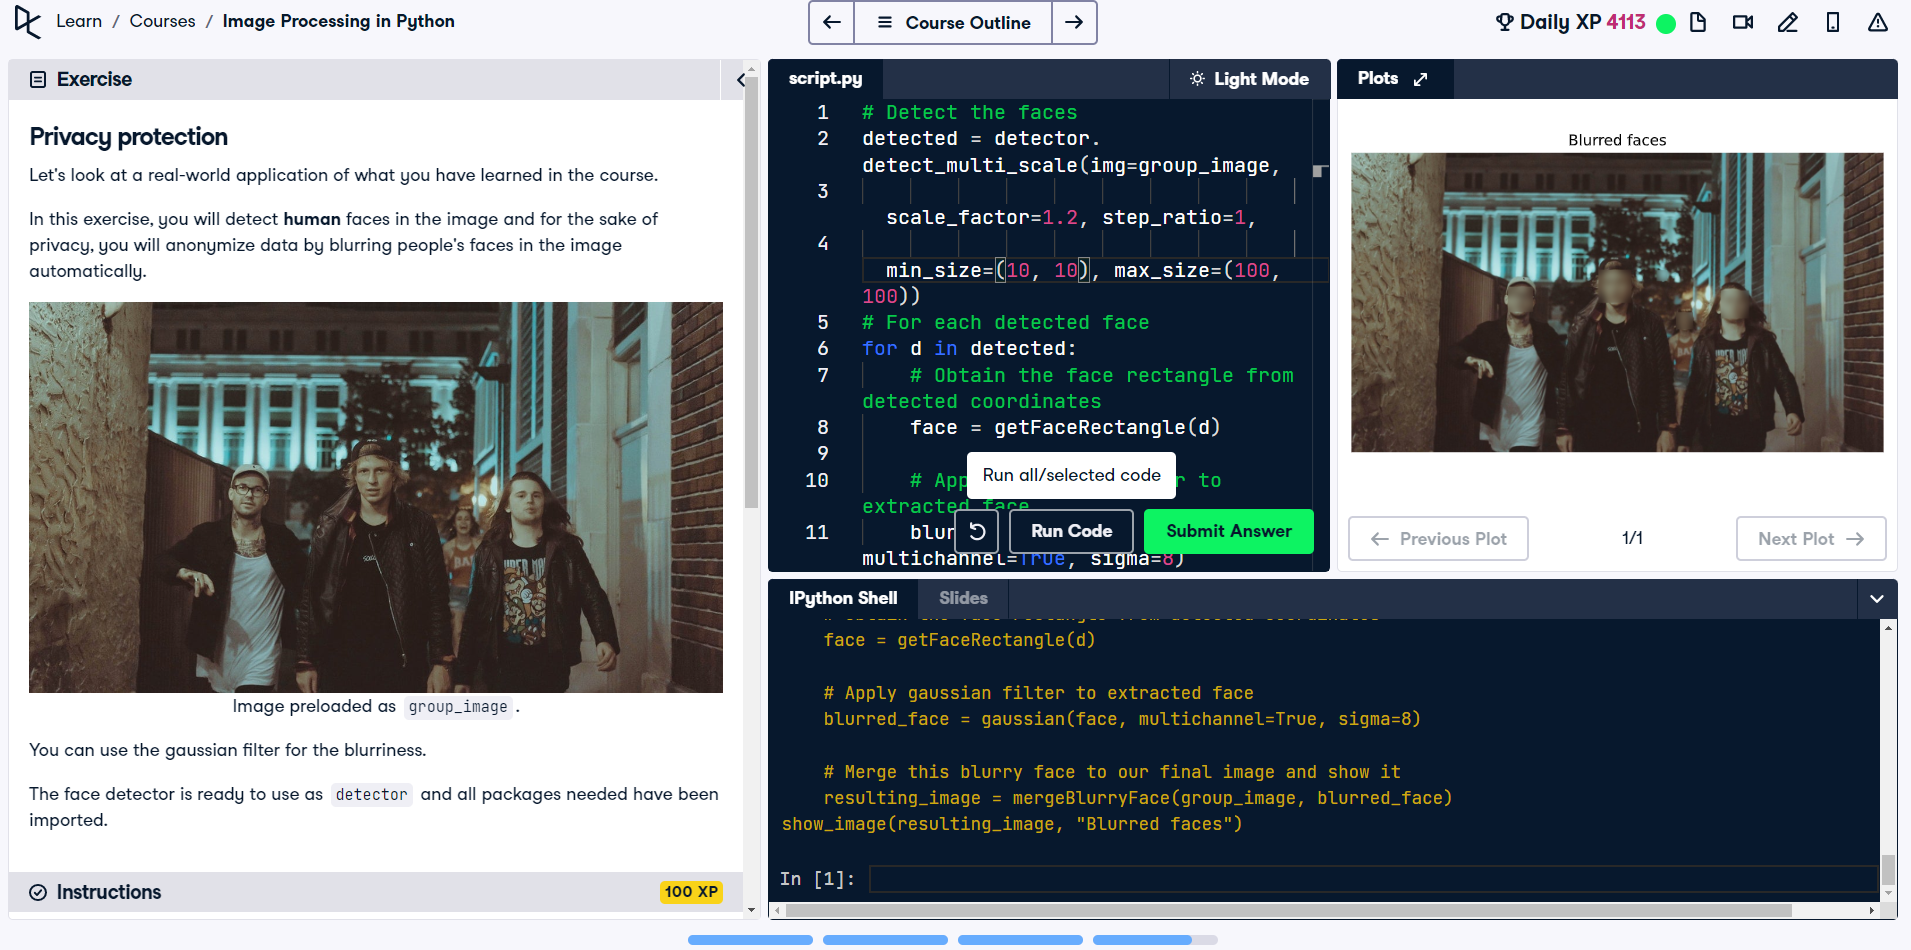 Learn / Courses / Image Processing in Python
Course Outline
Daily XP 4113
Exercise
Privacy protection
Let's look at a real-world application of what you have learned in the course.
In this exercise, you will detect human faces in the image and for the sake of
privacy, you will anonymize data by blurring people's faces in the image
automatically.
Image preloaded as group_image .
You can use the gaussian filter for the blurriness.
The face detector is ready to use as detector and all packages needed have been
imported.
Instructions
100 XP
script.py
Light Mode
1 # Detect the faces
2 detected = detector.
detect_multi_scale(img=group_image,
3
scale_factor=1.2, step_ratio=1,
4
min_size=(10, 10), max_size=(100,
100))
5 # For each detected face
6 for d in detected:
7 # Obtain the face rectangle from
detected coordinates
8 face = getFaceRectangle(d)
9
10 # App r to
extracted face
11 blur
multichannel=True, sigma=8)
Run all/selected code
Run Code
Submit Answer
Plots
Blurred faces
Previous Plot
1/1
Next Plot
IPython Shell
Slides
# Obtain the face rectangle from detected coordinates
face = getFaceRectangle(d)
# Apply gaussian filter to extracted face
blurred_face = gaussian(face, multichannel=True, sigma=8)
# Merge this blurry face to our final image and show it
resulting_image = mergeBlurryFace(group_image, blurred_face)
show_image(resulting_image, "Blurred faces")
In [1]: